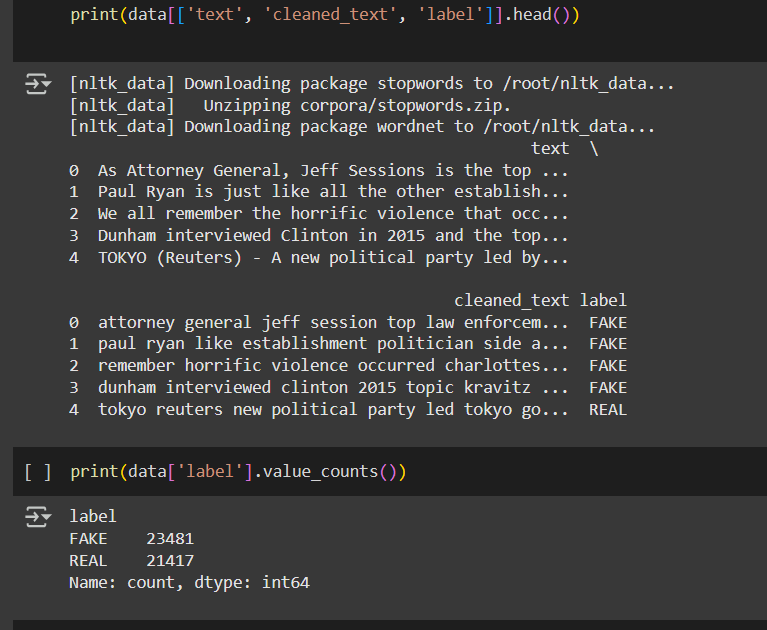 print(data[['text', 'cleaned_text', 'label']].head())
[nltk_data] Downloading package stopwords to /root/nltk_data...
[nltk_data]   Unzipping corpora/stopwords.zip.
[nltk_data] Downloading package wordnet to /root/nltk_data...
                                                text  \
0  As Attorney General, Jeff Sessions is the top ...
1  Paul Ryan is just like all the other establish...
2  We all remember the horrific violence that occ...
3  Dunham interviewed Clinton in 2015 and the top...
4  TOKYO (Reuters) - A new political party led by...
                                        cleaned_text label
0  attorney general jeff session top law enforcem...  FAKE
1  paul ryan like establishment politician side a...  FAKE
2  remember horrific violence occurred charlottes...  FAKE
3  dunham interviewed clinton 2015 topic kravitz ...  FAKE
4  tokyo reuters new political party led tokyo go...  REAL
[ ] print(data['label'].value_counts())
label
FAKE    23481
REAL    21417
Name: count, dtype: int64